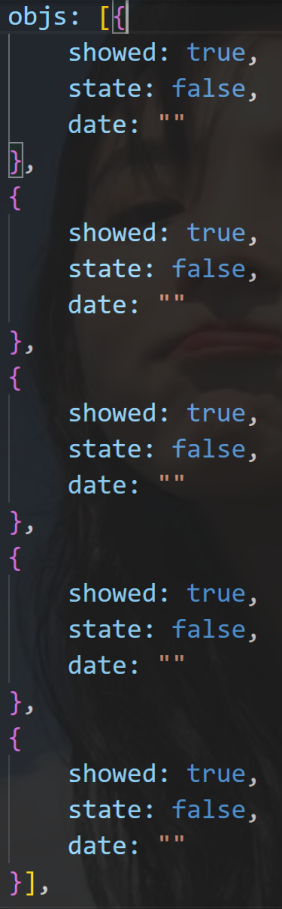 objs: [{
    showed: true,
    state: false,
    date: ""
},
{
    showed: true,
    state: false,
    date: ""
},
{
    showed: true,
    state: false,
    date: ""
},
{
    showed: true,
    state: false,
    date: ""
},
{
    showed: true,
    state: false,
    date: ""
}],